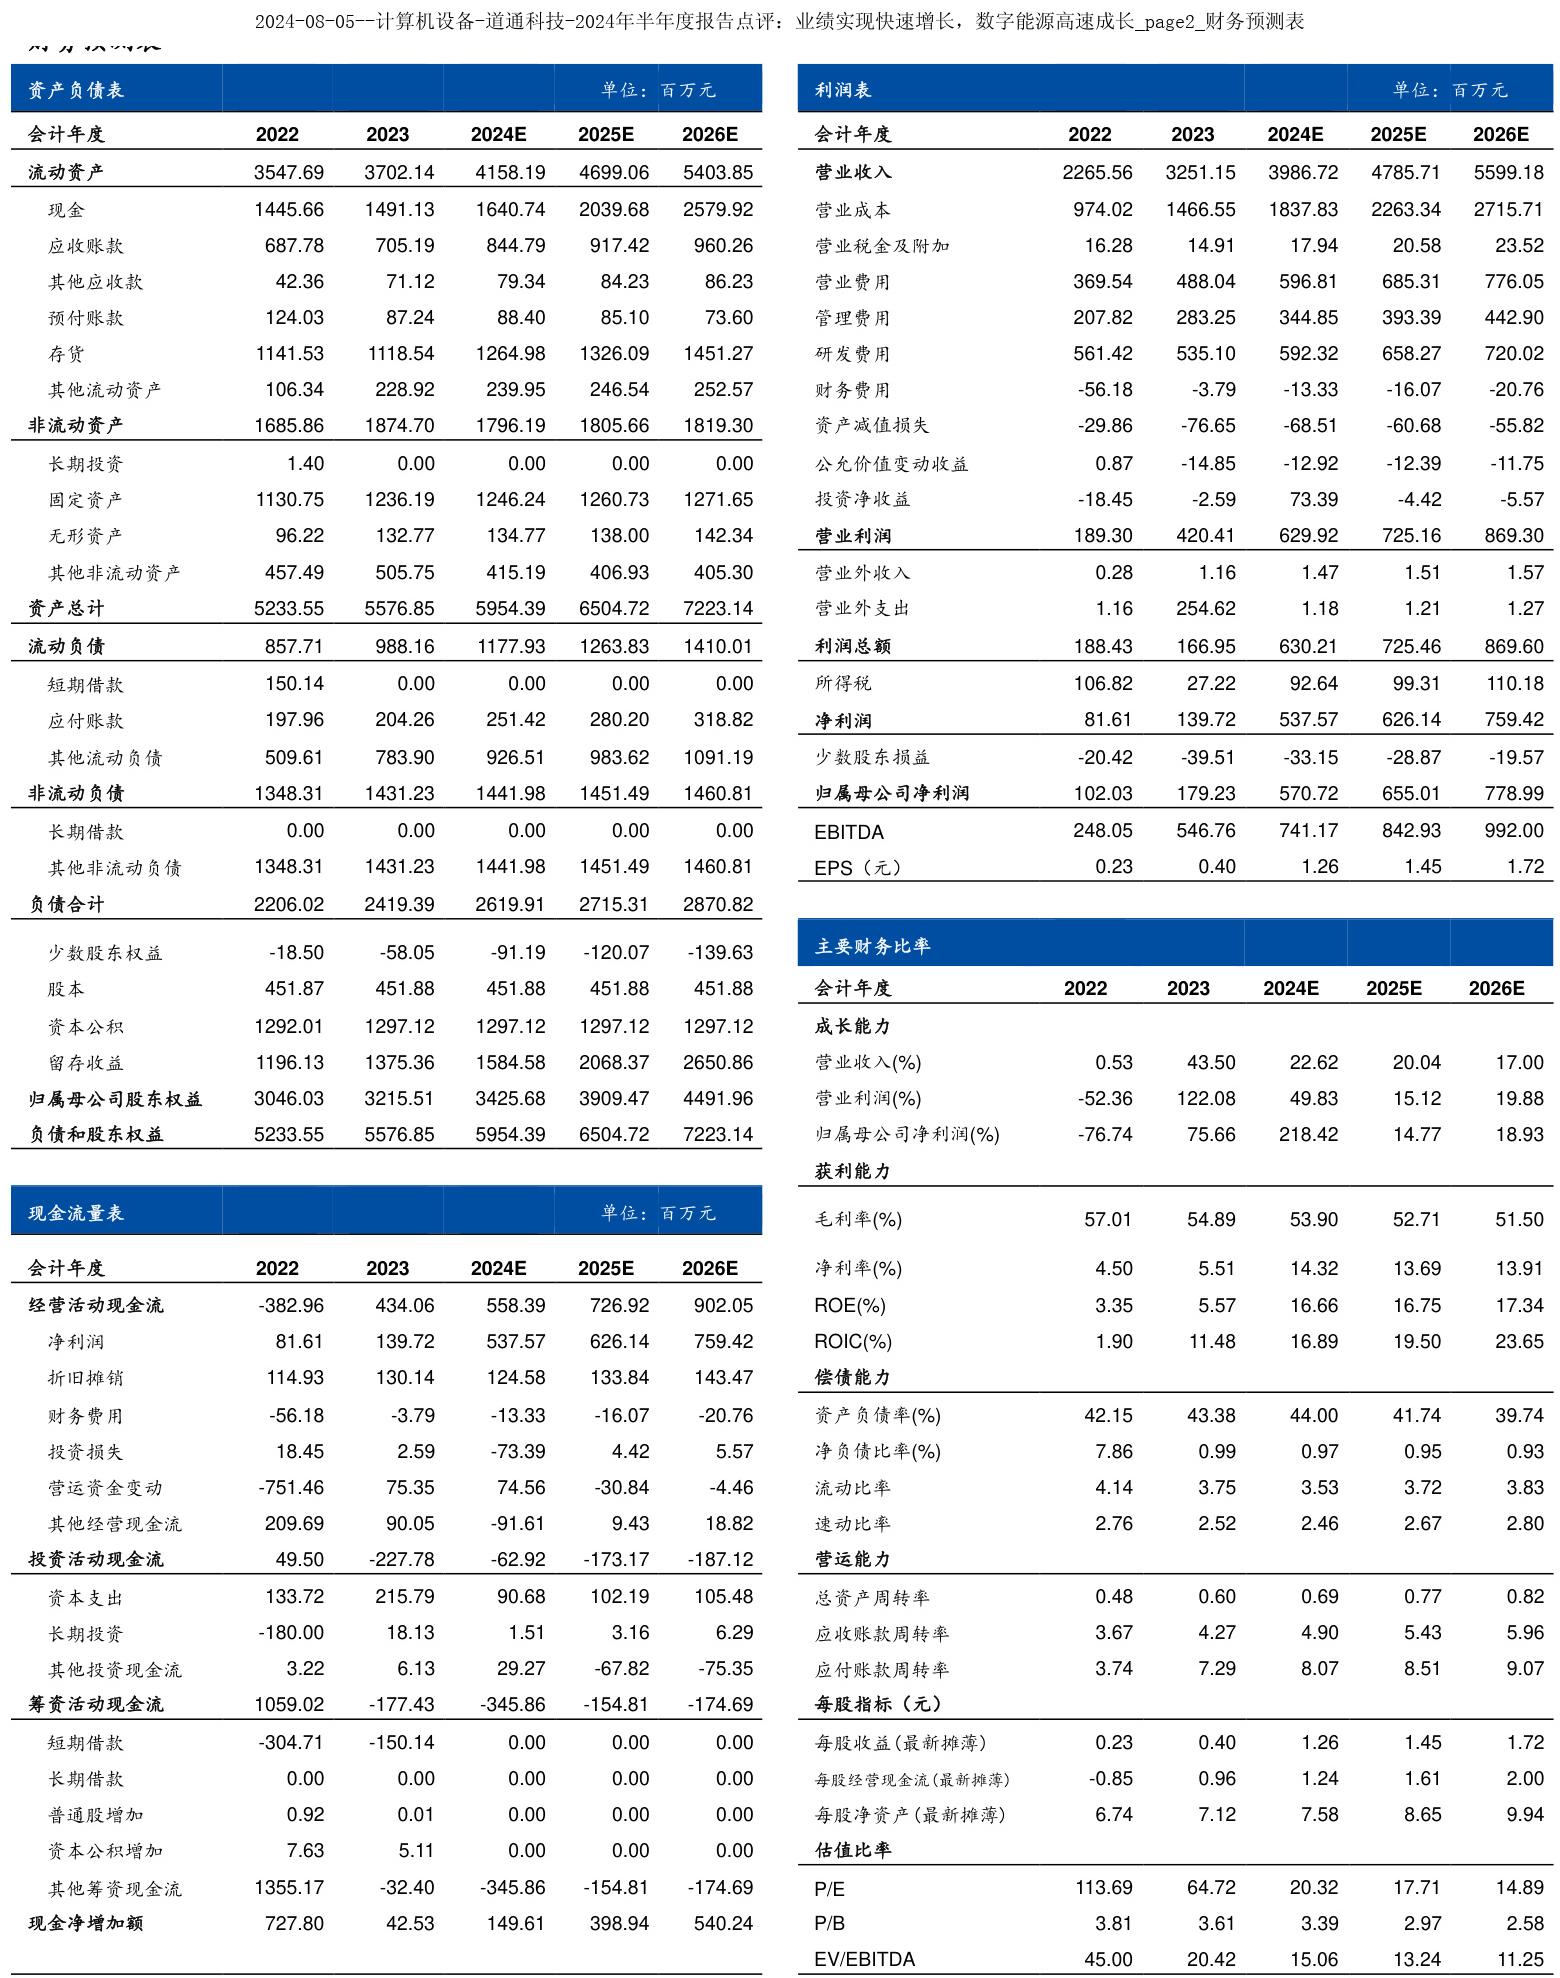 2024-08-05--计算机设备-道通科技-2024年半年度报告点评：业绩实现快速增长，数字能源高速成长_page2_财务预测表
财务预测表
资产负债表 单位：百万元
会计年度 2022 2023 2024E 2025E 2026E
流动资产 3547.69 3702.14 4158.19 4699.06 5403.85
现金 1445.66 1491.13 1640.74 2039.68 2579.92
应收账款 687.78 705.19 844.79 917.42 960.26
其他应收款 42.36 71.12 79.34 84.23 86.23
预付账款 124.03 87.24 88.40 85.10 73.60
存货 1141.53 1118.54 1264.98 1326.09 1451.27
其他流动资产 106.34 228.92 239.95 246.54 252.57
非流动资产 1685.86 1874.70 1796.19 1805.66 1819.30
长期投资 1.40 0.00 0.00 0.00 0.00
固定资产 1130.75 1236.19 1246.24 1260.73 1271.65
无形资产 96.22 132.77 134.77 138.00 142.34
其他非流动资产 457.49 505.75 415.19 406.93 405.30
资产总计 5233.55 5576.85 5954.39 6504.72 7223.14
流动负债 857.71 988.16 1177.93 1263.83 1410.01
短期借款 150.14 0.00 0.00 0.00 0.00
应付账款 197.96 204.26 251.42 280.20 318.82
其他流动负债 509.61 783.90 926.51 983.62 1091.19
非流动负债 1348.31 1431.23 1441.98 1451.49 1460.81
长期借款 0.00 0.00 0.00 0.00 0.00
其他非流动负债 1348.31 1431.23 1441.98 1451.49 1460.81
负债合计 2206.02 2419.39 2619.91 2715.31 2870.82
少数股东权益 -18.50 -58.05 -91.19 -120.07 -139.63
股本 451.87 451.88 451.88 451.88 451.88
资本公积 1292.01 1297.12 1297.12 1297.12 1297.12
留存收益 1196.13 1375.36 1584.58 2068.37 2650.86
归属母公司股东权益 3046.03 3215.51 3425.68 3909.47 4491.96
负债和股东权益 5233.55 5576.85 5954.39 6504.72 7223.14
现金流量表 单位：百万元
会计年度 2022 2023 2024E 2025E 2026E
经营活动现金流 -382.96 434.06 558.39 726.92 902.05
净利润 81.61 139.72 537.57 626.14 759.42
折旧摊销 114.93 130.14 124.58 133.84 143.47
财务费用 -56.18 -3.79 -13.33 -16.07 -20.76
投资损失 18.45 2.59 -73.39 4.42 5.57
营运资金变动 -751.46 75.35 74.56 -30.84 -4.46
其他经营现金流 209.69 90.05 -91.61 9.43 18.82
投资活动现金流 49.50 -227.78 -62.92 -173.17 -187.12
资本支出 133.72 215.79 90.68 102.19 105.48
长期投资 -180.00 18.13 1.51 3.16 6.29
其他投资现金流 3.22 6.13 29.27 -67.82 -75.35
筹资活动现金流 1059.02 -177.43 -345.86 -154.81 -174.69
短期借款 -304.71 -150.14 0.00 0.00 0.00
长期借款 0.00 0.00 0.00 0.00 0.00
普通股增加 0.92 0.01 0.00 0.00 0.00
资本公积增加 7.63 5.11 0.00 0.00 0.00
其他筹资现金流 1355.17 -32.40 -345.86 -154.81 -174.69
现金净增加额 727.80 42.53 149.61 398.94 540.24
利润表 单位：百万元
会计年度 2022 2023 2024E 2025E 2026E
营业收入 2265.56 3251.15 3986.72 4785.71 5599.18
营业成本 974.02 1466.55 1837.83 2263.34 2715.71
营业税金及附加 16.28 14.91 17.94 20.58 23.52
营业费用 369.54 488.04 596.81 685.31 776.05
管理费用 207.82 283.25 344.85 393.39 442.90
研发费用 561.42 535.10 592.32 658.27 720.02
财务费用 -56.18 -3.79 -13.33 -16.07 -20.76
资产减值损失 -29.86 -76.65 -68.51 -60.68 -55.82
公允价值变动收益 0.87 -14.85 -12.92 -12.39 -11.75
投资净收益 -18.45 -2.59 73.39 -4.42 -5.57
营业利润 189.30 420.41 629.92 725.16 869.30
营业外收入 0.28 1.16 1.47 1.51 1.57
营业外支出 1.16 254.62 1.18 1.21 1.27
利润总额 188.43 166.95 630.21 725.46 869.60
所得税 106.82 27.22 92.64 99.31 110.18
净利润 81.61 139.72 537.57 626.14 759.42
少数股东损益 -20.42 -39.51 -33.15 -28.87 -19.57
归属母公司净利润 102.03 179.23 570.72 655.01 778.99
EBITDA 248.05 546.76 741.17 842.93 992.00
EPS（元） 0.23 0.40 1.26 1.45 1.72
主要财务比率
会计年度 2022 2023 2024E 2025E 2026E
成长能力
营业收入(%) 0.53 43.50 22.62 20.04 17.00
营业利润(%) -52.36 122.08 49.83 15.12 19.88
归属母公司净利润(%) -76.74 75.66 218.42 14.77 18.93
获利能力
毛利率(%) 57.01 54.89 53.90 52.71 51.50
净利率(%) 4.50 5.51 14.32 13.69 13.91
ROE(%) 3.35 5.57 16.66 16.75 17.34
ROIC(%) 1.90 11.48 16.89 19.50 23.65
偿债能力
资产负债率(%) 42.15 43.38 44.00 41.74 39.74
净负债比率(%) 7.86 0.99 0.97 0.95 0.93
流动比率 4.14 3.75 3.53 3.72 3.83
速动比率 2.76 2.52 2.46 2.67 2.80
营运能力
总资产周转率 0.48 0.60 0.69 0.77 0.82
应收账款周转率 3.67 4.27 4.90 5.43 5.96
应付账款周转率 3.74 7.29 8.07 8.51 9.07
每股指标（元）
每股收益(最新摊薄) 0.23 0.40 1.26 1.45 1.72
每股经营现金流(最新摊薄) -0.85 0.96 1.24 1.61 2.00
每股净资产(最新摊薄) 6.74 7.12 7.58 8.65 9.94
估值比率
P/E 113.69 64.72 20.32 17.71 14.89
P/B 3.81 3.61 3.39 2.97 2.58
EV/EBITDA 45.00 20.42 15.06 13.24 11.25